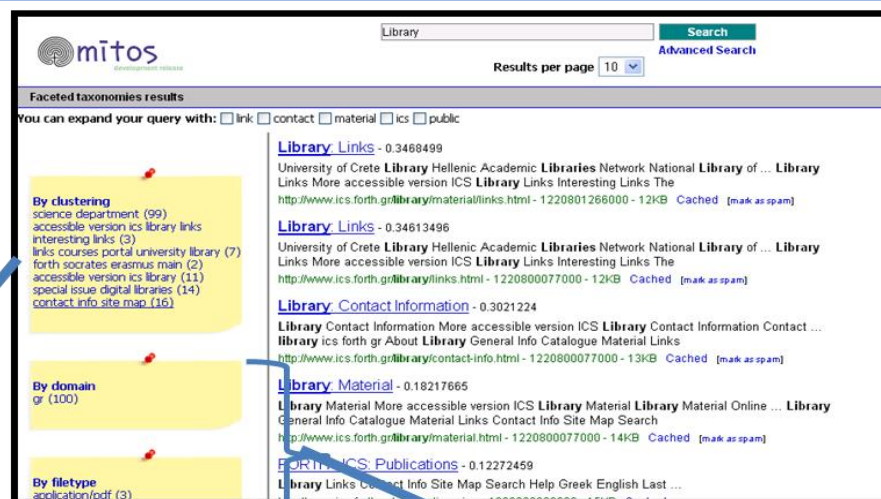 Library
Search
mītos
development release
Advanced Search
Results per page 10
Faceted taxonomies results
You can expand your query with: link contact material ics public
By clustering
science department (99)
accessible version ics library links
interesting links (3)
links courses portal university library (7)
forth socrates erasmus main (2)
accessible version ics library (11)
special issue digital libraries (14)
contact info site map (16)
By domain
gr (100)
By filetype
application/pdf (3)
Library: Links - 0.3468499
University of Crete Library Hellenic Academic Libraries Network National Library of ... Library
Links More accessible version ICS Library Links Interesting Links The
http://www.ics.forth.gr/library/material/links.html - 1220801266000 - 12KB Cached [mark as spam]
Library: Links - 0.34613496
University of Crete Library Hellenic Academic Libraries Network National Library of ... Library
Links More accessible version ICS Library Links Interesting Links The
http://www.ics.forth.gr/library/links.html - 1220800077000 - 12KB Cached [mark as spam]
Library: Contact Information - 0.3021224
Library Contact Information More accessible version ICS Library Contact Information Contact ...
library ics forth gr About Library General Info Catalogue Material Links
http://www.ics.forth.gr/library/contact-info.html - 1220800077000 - 13KB Cached [mark as spam]
Library: Material - 0.18217665
Library Material More accessible version ICS Library Material Library Material Online ... Library
General Info Catalogue Material Links Contact Info Site Map Search
http://www.ics.forth.gr/library/material.html - 1220800077000 - 14KB Cached [mark as spam]
FORTH ICS: Publications - 0.12272459
Library Links Contact Info Site Map Search Help Greek English Last ...